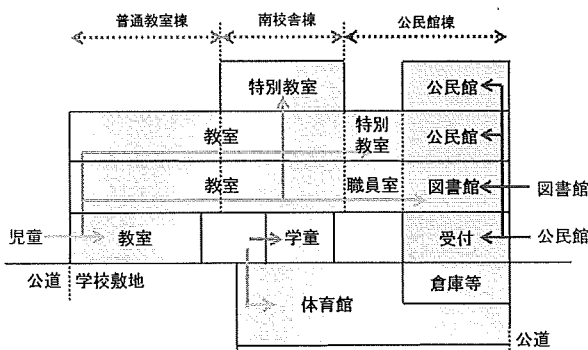 普通教室棟 南校舎棟 公民館棟
特別教室 公民館
教室 特別教室 公民館
教室 職員室 図書館 図書館
児童 教室 学童 受付 公民館
公道 学校敷地 倉庫等
体育館
公道